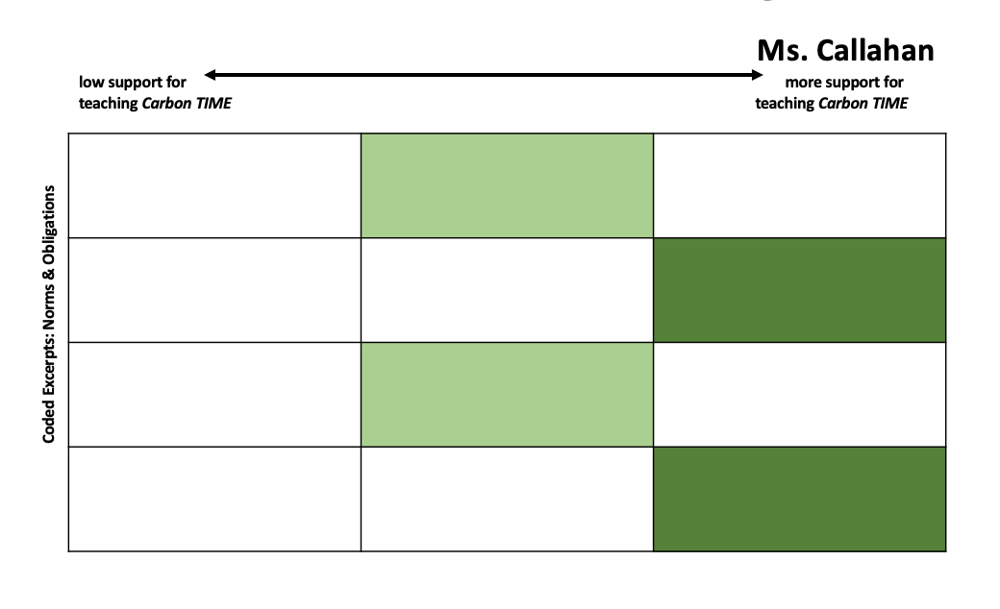 Ms. Callahan
low support for
teaching Carbon TIME
more support for
teaching Carbon TIME
Coded Excerpts: Norms & Obligations